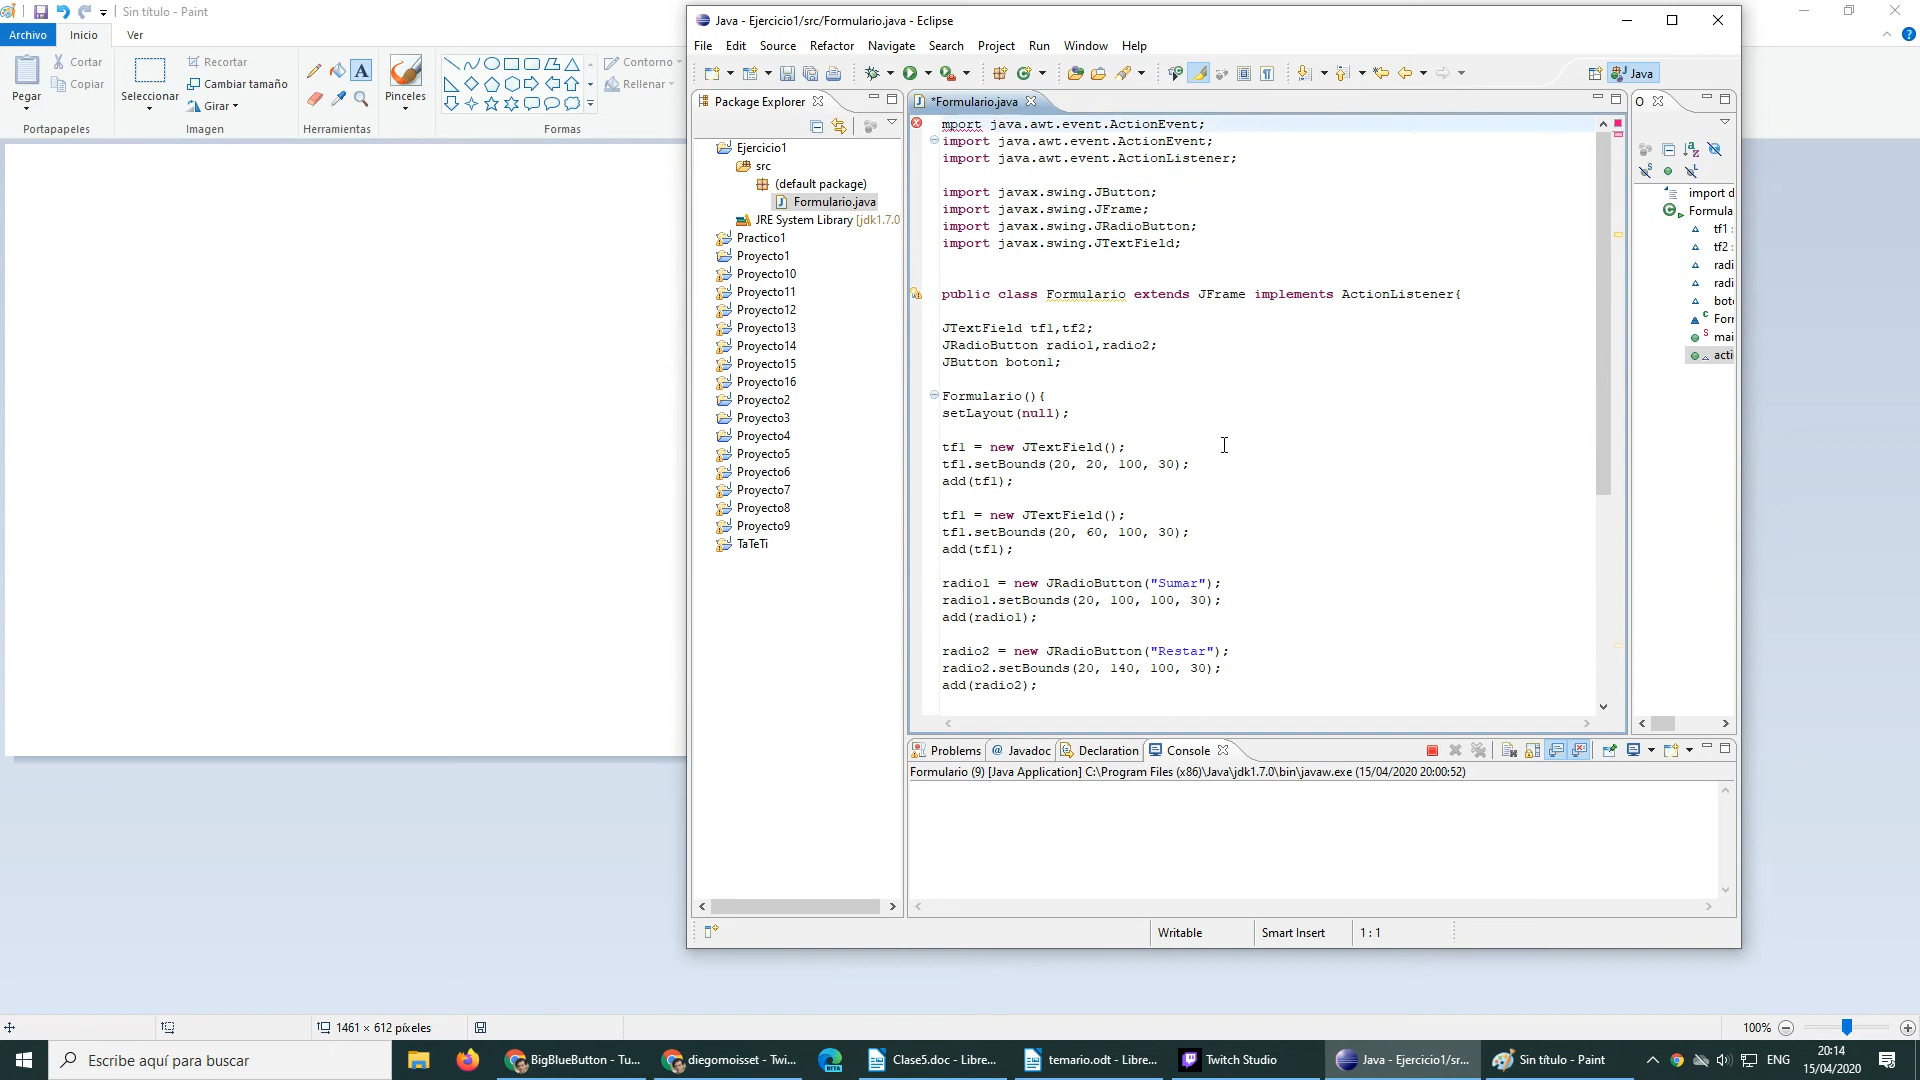 Sin título - Paint
Archivo
Inicio
Ver
Pegar
Cortar
Copiar
Portapapeles
Seleccionar
Recortar
Cambiar tamaño
Girar
Imagen
A
Herramientas
Pinceles
Contorno
Rellenar
Formas
Java - Ejercicio1/src/Formulario.java - Eclipse
File Edit Source Refactor Navigate Search Project Run Window Help
Java
Package Explorer
Ejercicio1
src
(default package)
Formulario.java
JRE System Library [jdk1.7.0
Practico1
Proyecto1
Proyecto10
Proyecto11
Proyecto12
Proyecto13
Proyecto14
Proyecto15
Proyecto16
Proyecto2
Proyecto3
Proyecto4
Proyecto5
Proyecto6
Proyecto7
Proyecto8
Proyecto9
TaTeTi
*Formulario.java
mport java.awt.event.ActionEvent;
import java.awt.event.ActionEvent;
import java.awt.event.ActionListener;
import javax.swing.JButton;
import javax.swing.JFrame;
import javax.swing.JRadioButton;
import javax.swing.JTextField;
public class Formulario extends JFrame implements ActionListener{
JTextField tf1,tf2;
JRadioButton radio1,radio2;
JButton boton1;
Formulario(){
setLayout(null);
tf1 = new JTextField();
tf1.setBounds(20, 20, 100, 30);
add(tf1);
tf1 = new JTextField();
tf1.setBounds(20, 60, 100, 30);
add(tf1);
radio1 = new JRadioButton("Sumar");
radio1.setBounds(20, 100, 100, 30);
add(radio1);
radio2 = new JRadioButton("Restar");
radio2.setBounds(20, 140, 100, 30);
add(radio2);
O
import d
Formula
tf1 :
tf2 :
radi
radi
boto
Forr
mai
acti
Problems
@ Javadoc
Declaration
Console
Formulario (9) [Java Application] C:\Program Files (x86)\Java\jdk1.7.0\bin\javaw.exe (15/04/2020 20:00:52)
Writable
Smart Insert
1 : 1
1461 × 612 píxeles
100%
Escribe aquí para buscar
BigBlueButton - Tu...
diegomoisset - Twi...
BETA
Clase5.doc - Libre...
temario.odt - Libre...
Twitch Studio
Java - Ejercicio1/sr...
Sin título - Paint
ENG
20:14
15/04/2020